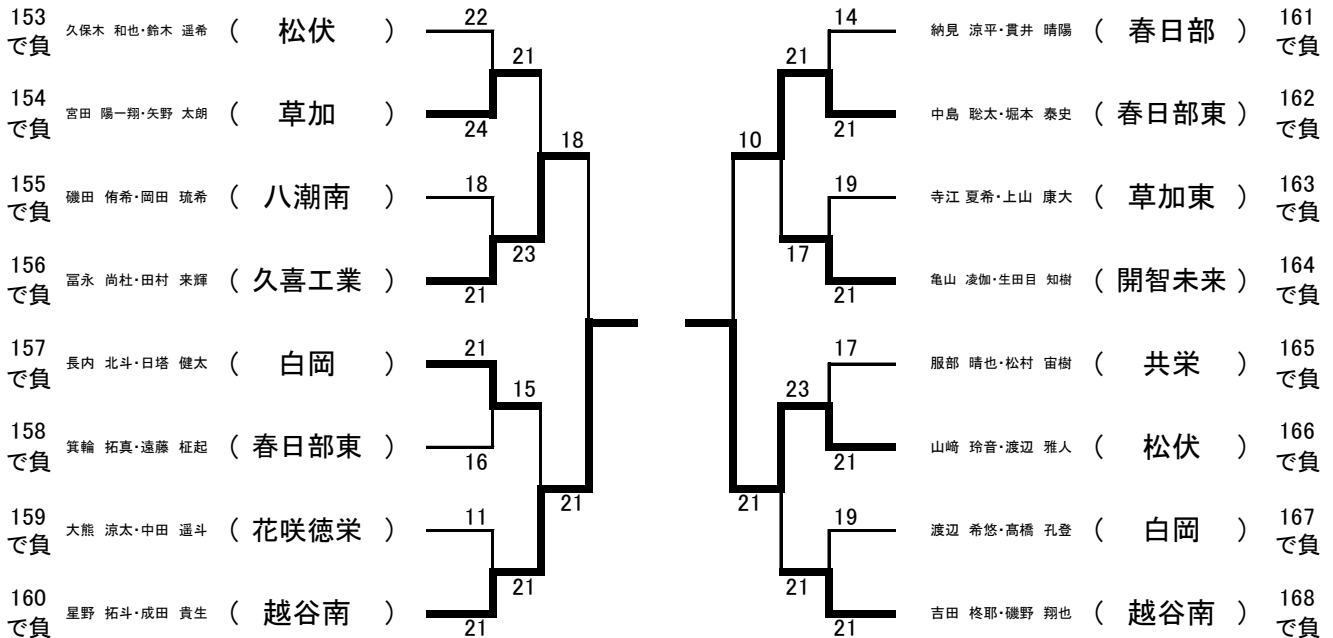 153
で負
久保木 和也・鈴木 遥希 ( 松伏 ) 22
21
154
で負
宮田 陽一翔・矢野 太朗 ( 草加 ) 24
18
155
で負
磯田 侑希・岡田 琉希 ( 八潮南 ) 18
23
156
で負
冨永 尚杜・田村 来輝 ( 久喜工業 ) 21
157
で負
長内 北斗・日塔 健太 ( 白岡 ) 21
15
158
で負
箕輪 拓真・遠藤 柾起 ( 春日部東 ) 16
21
159
で負
大熊 涼太・中田 遥斗 ( 花咲徳栄 ) 11
21
160
で負
星野 拓斗・成田 貴生 ( 越谷南 ) 21
14 納見 涼平・貫井 晴陽 ( 春日部 )
161
で負
21
21 中島 聡太・堀本 泰史 ( 春日部東 )
162
で負
10
19 寺江 夏希・上山 康大 ( 草加東 )
163
で負
17
21 亀山 凌伽・生田目 知樹 ( 開智未来 )
164
で負
17 服部 晴也・松村 宙樹 ( 共栄 )
165
で負
23
21 山﨑 玲音・渡辺 雅人 ( 松伏 )
166
で負
21
19 渡辺 希悠・髙橋 孔登 ( 白岡 )
167
で負
21
21 吉田 柊耶・磯野 翔也 ( 越谷南 )
168
で負